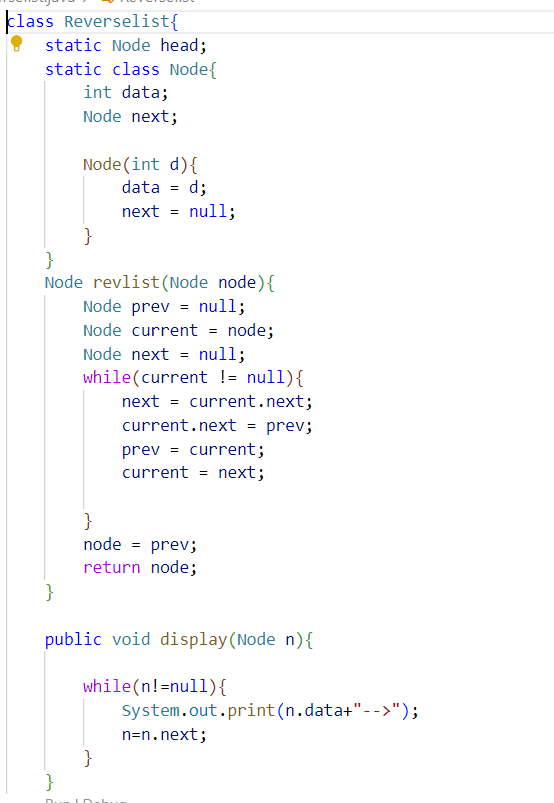 class Reverselist{
    static Node head;
    static class Node{
        int data;
        Node next;

        Node(int d){
            data = d;
            next = null;
        }
    }
    Node revlist(Node node){
        Node prev = null;
        Node current = node;
        Node next = null;
        while(current != null){
            next = current.next;
            current.next = prev;
            prev = current;
            current = next;

        }
        node = prev;
        return node;
    }

    public void display(Node n){

        while(n!=null){
            System.out.print(n.data+"-->");
            n=n.next;
        }
    }